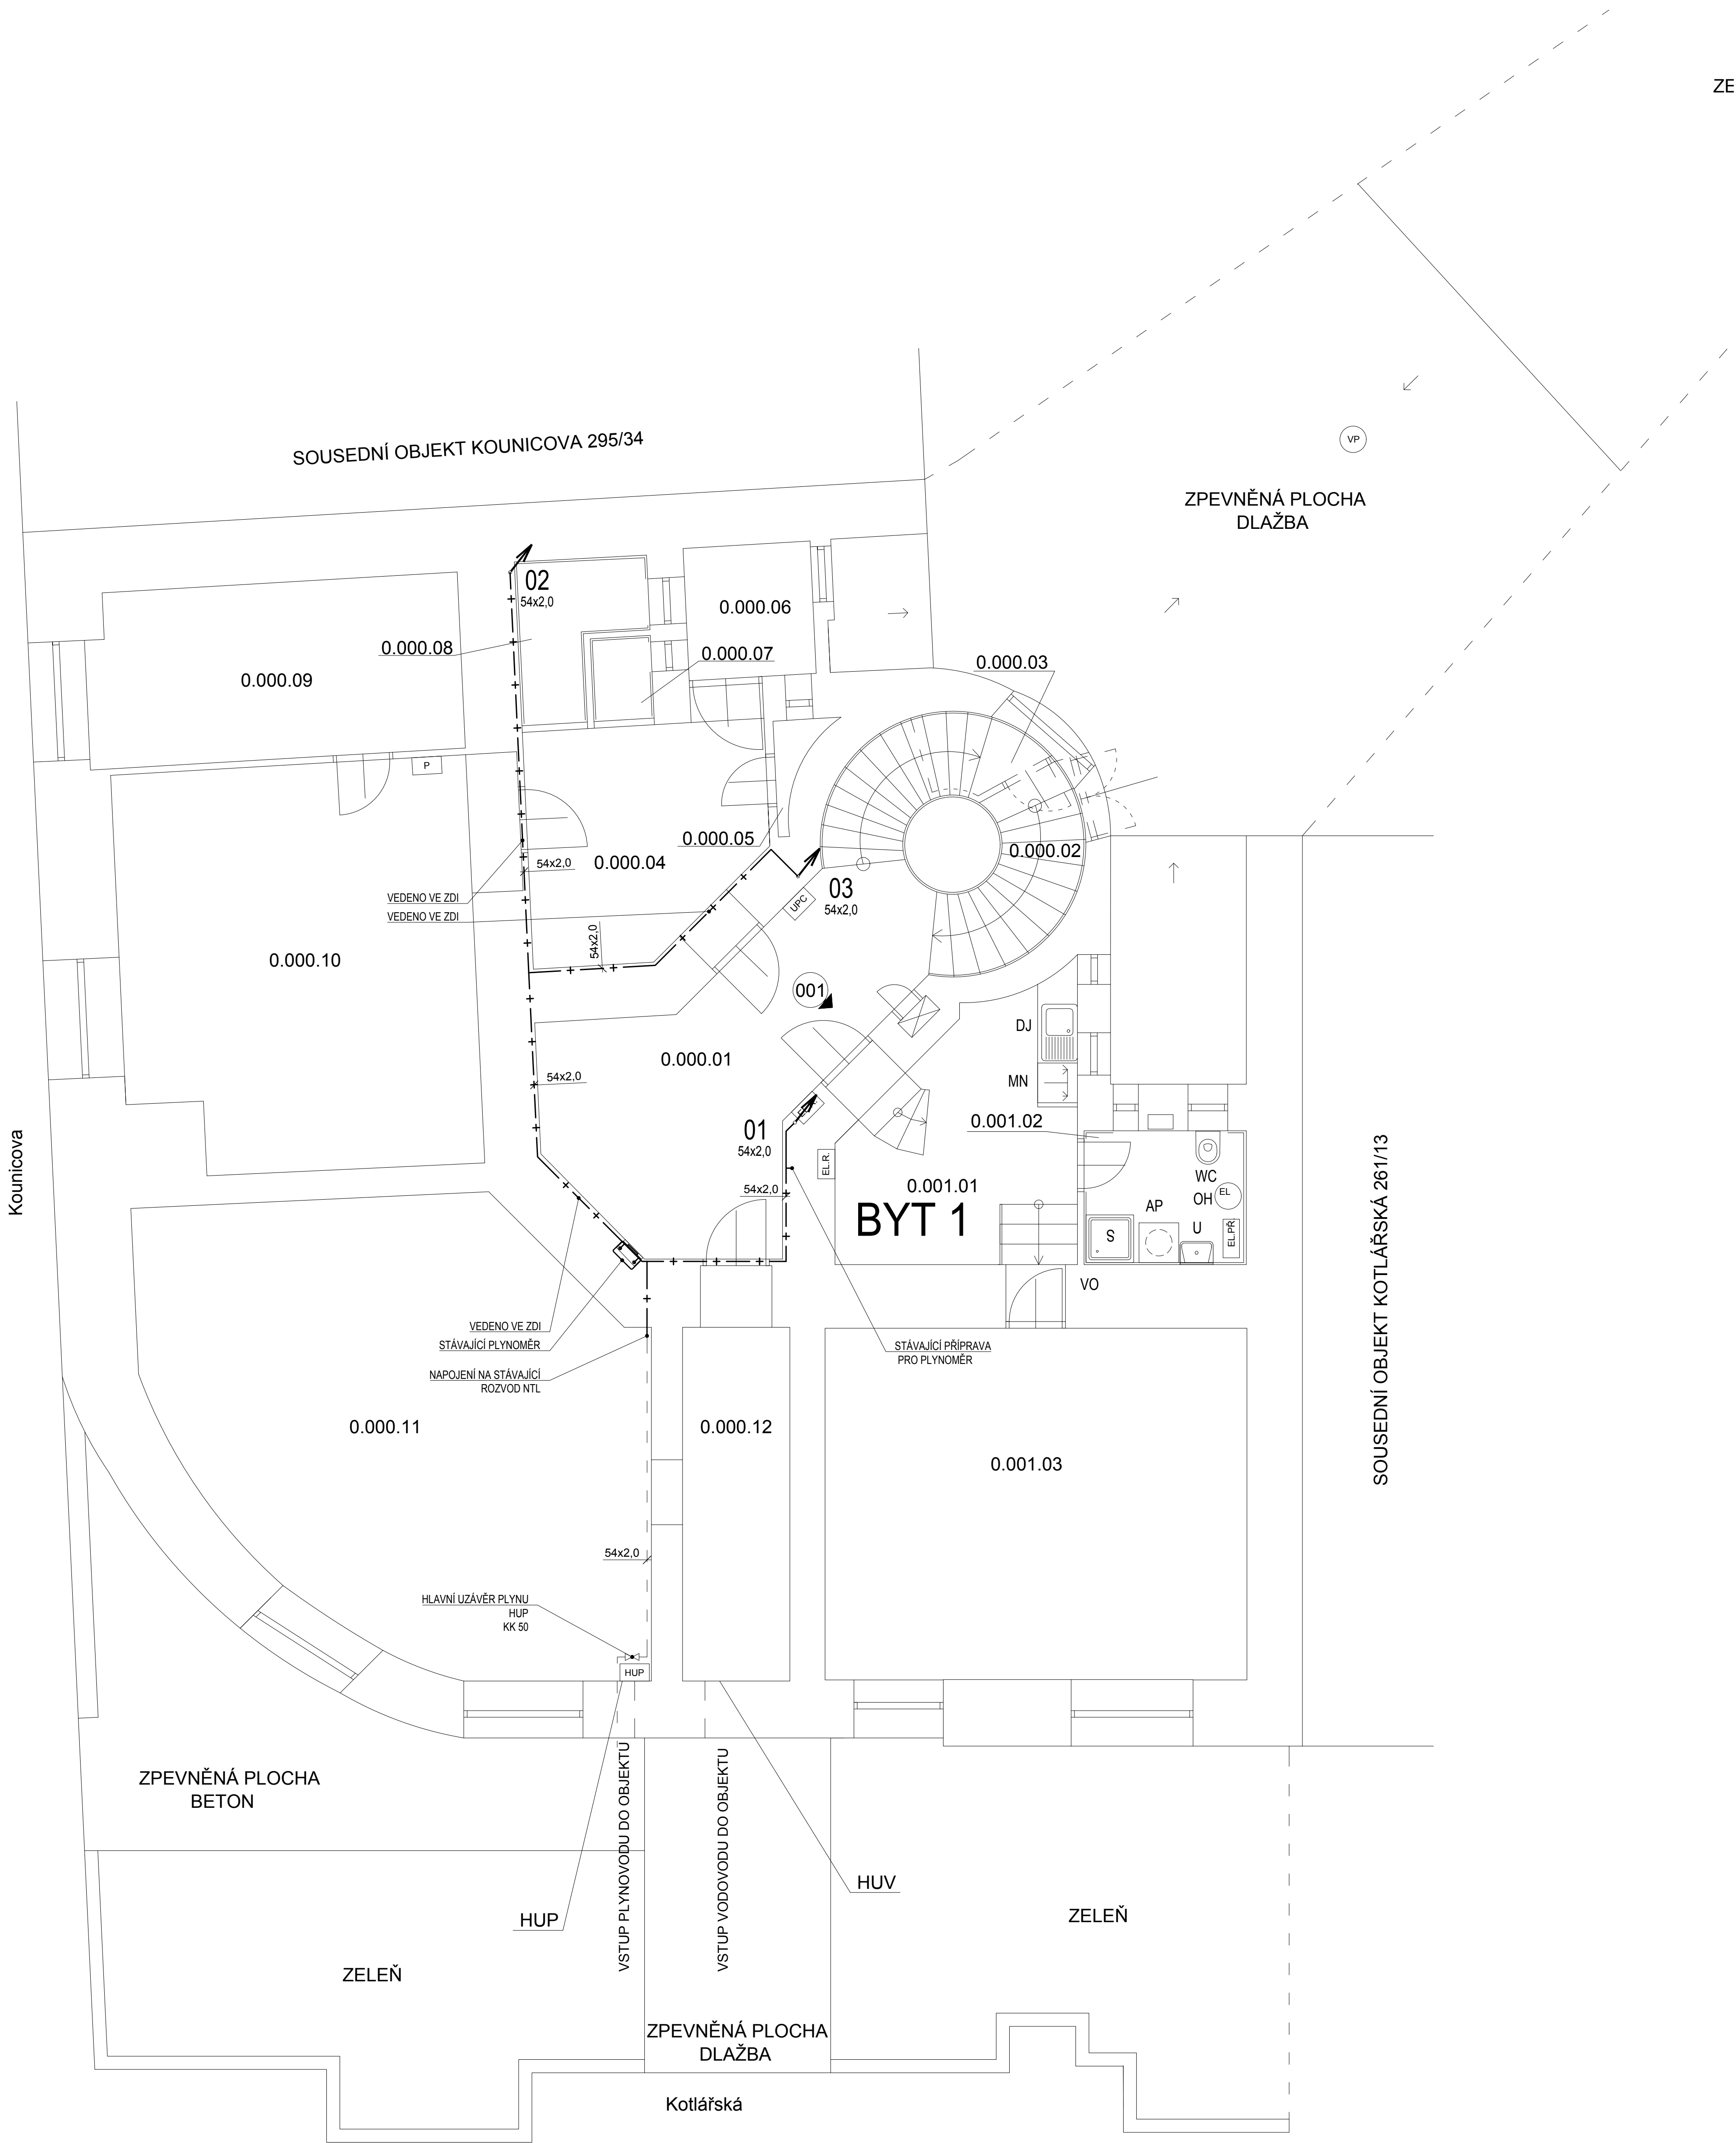 ZE
SOUSEDNÍ OBJEKT KOUNICOVA 295/34
VP
ZPEVNĚNÁ PLOCHA
DLAŽBA
02
54x2,0
0.000.06
0.000.08
0.000.07
0.000.03
0.000.09
P
0.000.05
0.000.02
54x2,0
0.000.04
VEDENO VE ZDI
VEDENO VE ZDI
03
54x2,0
UPC
54x2,0
0.000.10
001
DJ
0.000.01
54x2,0
MN
0.001.02
01
54x2,0
EL.R.
Kounicova
54x2,0
0.001.01
BYT 1
WC
OH
EL
AP
U
S
EL.PŘ.
VO
SOUSEDNÍ OBJEKT KOTLÁŘSKÁ 261/13
VEDENO VE ZDI
STÁVAJÍCÍ PLYNOMĚR
STÁVAJÍCÍ PŘÍPRAVA
PRO PLYNOMĚR
NAPOJENÍ NA STÁVAJÍCÍ
ROZVOD NTL
0.000.11
0.000.12
0.001.03
54x2,0
HLAVNÍ UZÁVĚR PLYNU
HUP
KK 50
HUP
ZPEVNĚNÁ PLOCHA
BETON
VSTUP PLYNOVODU DO OBJEKTU
VSTUP VODOVODU DO OBJEKTU
HUV
HUP
ZELEŇ
ZELEŇ
ZPEVNĚNÁ PLOCHA
DLAŽBA
Kotlářská